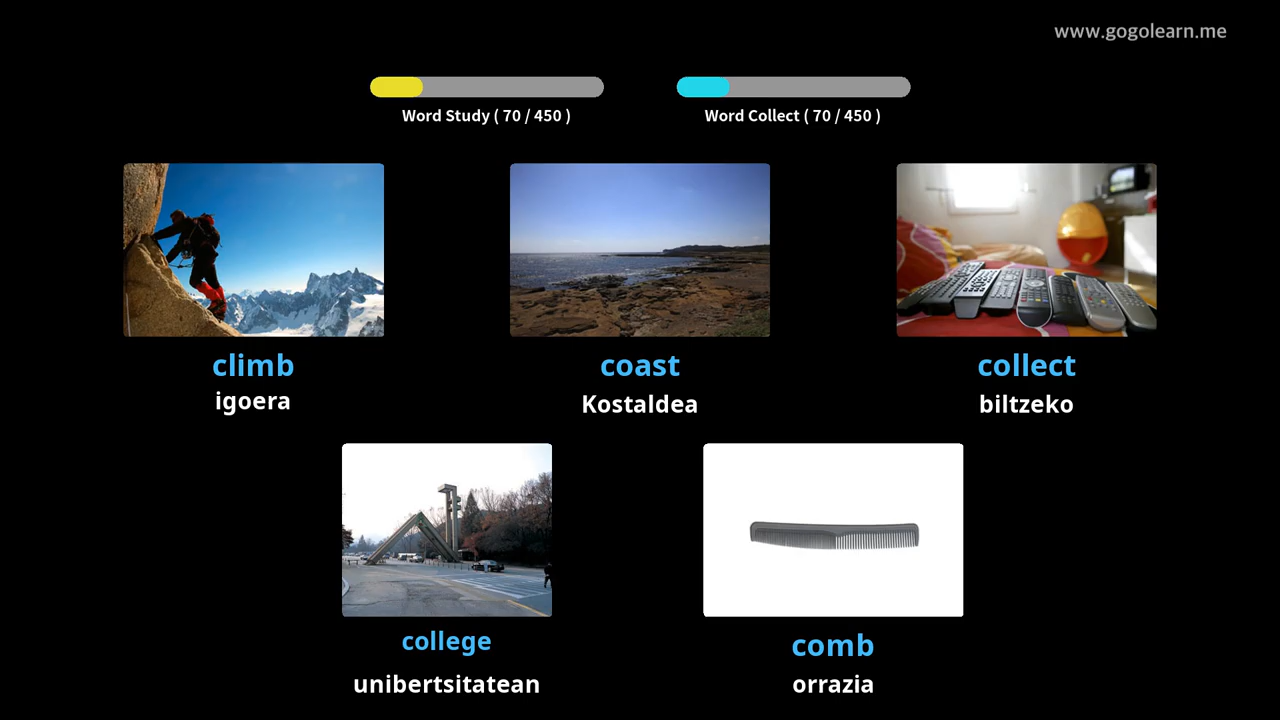 www.gogolearn.me
Word Study ( 70 / 450 )
Word Collect ( 70 / 450 )
climb
igoera
coast
Kostaldea
collect
biltzeko
college
unibertsitatean
comb
orrazia